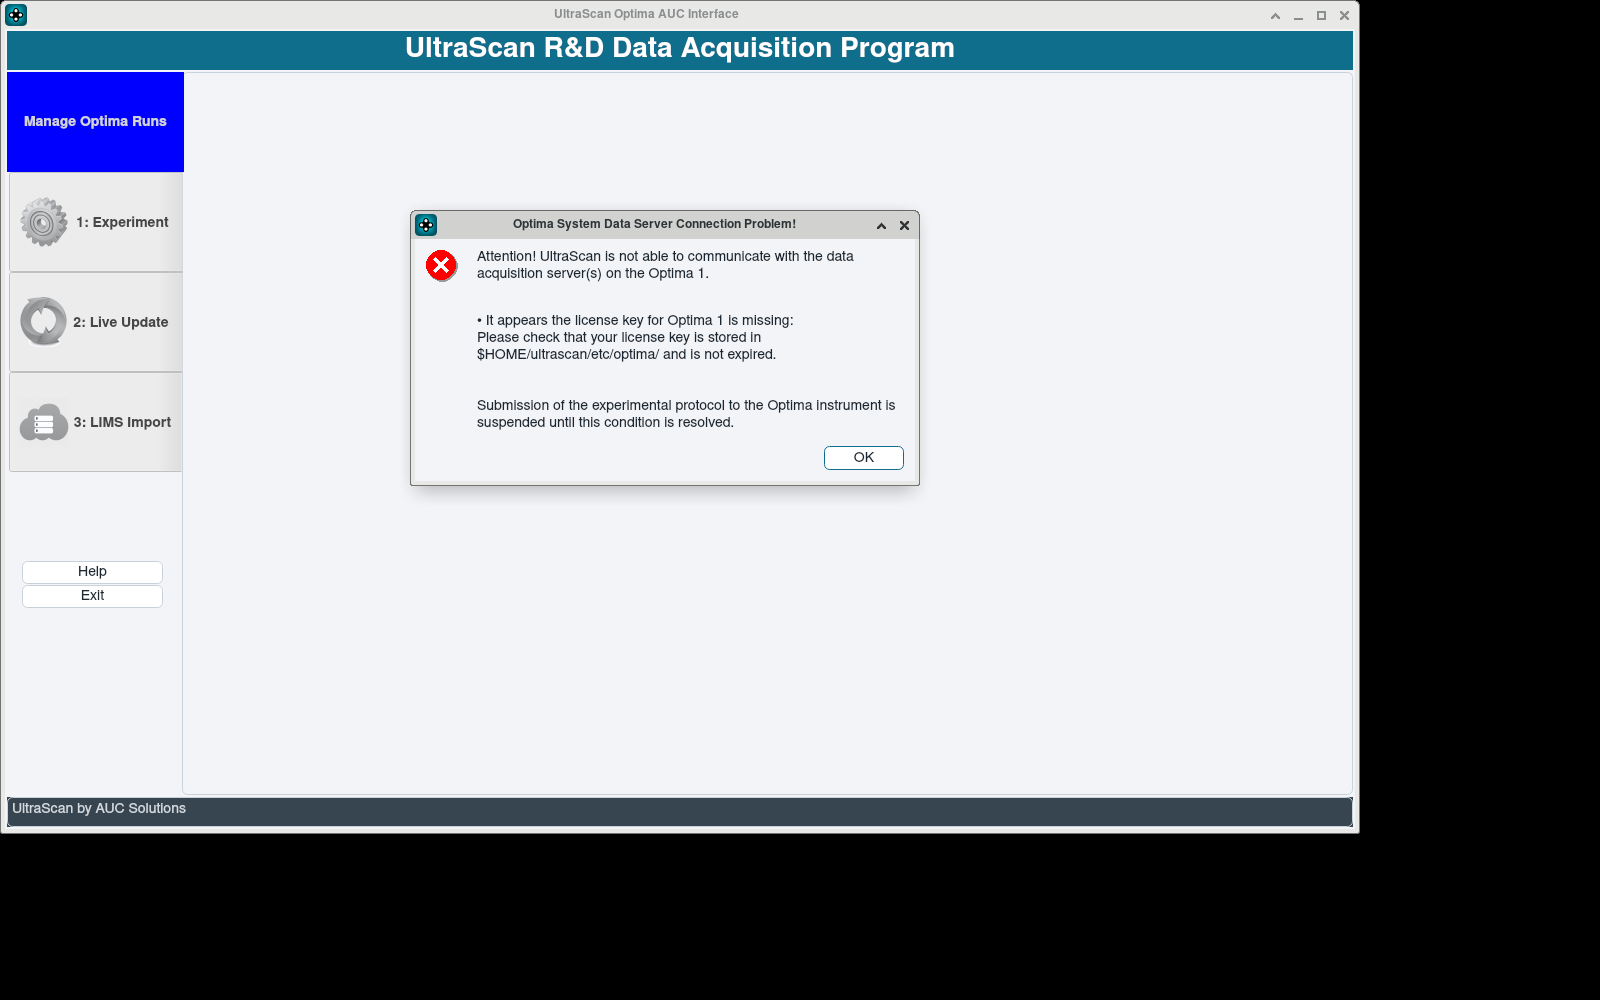 UltraScan Optima AUC Interface
UltraScan R&D Data Acquisition Program
Manage Optima Runs
1: Experiment
2: Live Update
3: LIMS Import
Help
Exit
Optima System Data Server Connection Problem!
Attention! UltraScan is not able to communicate with the data
acquisition server(s) on the Optima 1.
• It appears the license key for Optima 1 is missing:
Please check that your license key is stored in
$HOME/ultrascan/etc/optima/ and is not expired.
Submission of the experimental protocol to the Optima instrument is
suspended until this condition is resolved.
OK
UltraScan by AUC Solutions